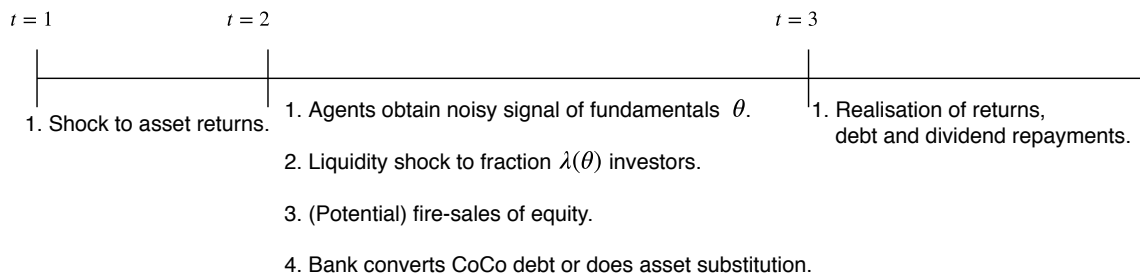 t = 1 t = 2 t = 3
1. Shock to asset returns.
1. Agents obtain noisy signal of fundamentals θ.
2. Liquidity shock to fraction λ(θ) investors.
3. (Potential) fire-sales of equity.
4. Bank converts CoCo debt or does asset substitution.
1. Realisation of returns,
debt and dividend repayments.